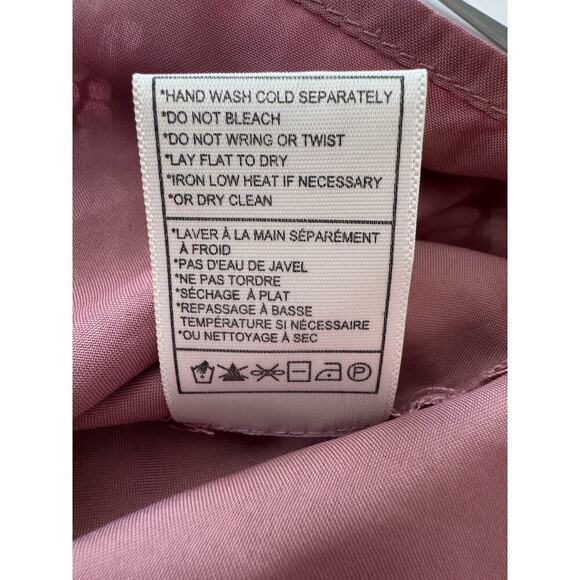 *HAND WASH COLD SEPARATELY
*DO NOT BLEACH
*DO NOT WRING OR TWIST
*LAY FLAT TO DRY
*IRON LOW HEAT IF NECESSARY
*OR DRY CLEAN
*LAVER À LA MAIN SÉPARÉMENT
À FROID
*PAS D'EAU DE JAVEL
*NE PAS TORDRE
*SÉCHAGE À PLAT
*REPASSAGE À BASSE
TEMPÉRATURE SI NÉCESSAIRE
*OU NETTOYAGE À SEC
P